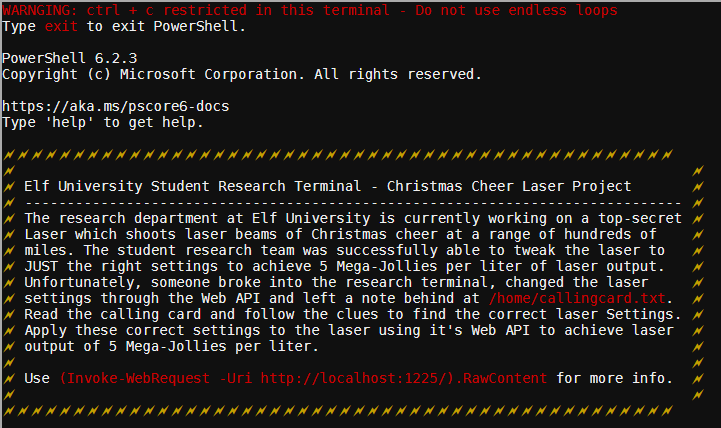 WARNGING: ctrl + c restricted in this terminal - Do not use endless loops
Type exit to exit PowerShell.
PowerShell 6.2.3
Copyright (c) Microsoft Corporation. All rights reserved.
https://aka.ms/pscore6-docs
Type 'help' to get help.
Elf University Student Research Terminal - Christmas Cheer Laser Project
------------------------------------------------------------------------------
The research department at Elf University is currently working on a top-secret
Laser which shoots laser beams of Christmas cheer at a range of hundreds of
miles. The student research team was successfully able to tweak the laser to
JUST the right settings to achieve 5 Mega-Jollies per liter of laser output.
Unfortunately, someone broke into the research terminal, changed the laser
settings through the Web API and left a note behind at /home/callingcard.txt.
Read the calling card and follow the clues to find the correct laser Settings.
Apply these correct settings to the laser using it's Web API to achieve laser
output of 5 Mega-Jollies per liter.
Use (Invoke-WebRequest -Uri http://localhost:1225/).RawContent for more info.